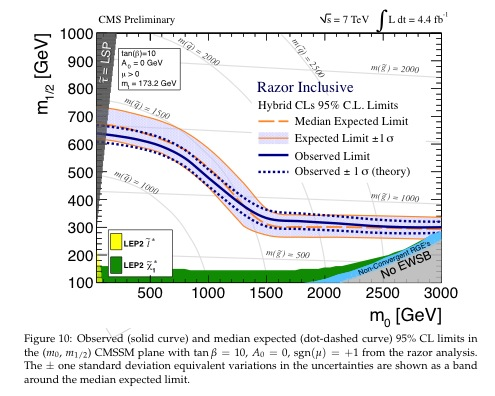 CMS Preliminary
√s = 7 TeV ∫ L dt = 4.4 fb⁻¹
m₁/₂ [GeV]
1000
900
800
700
600
500
400
300
200
100
τ̃ = LSP
tan(β)=10
A₀ = 0 GeV
μ > 0
mₜ = 173.2 GeV
m(q̃) = 2000
m(q̃) = 2500
m(g̃) = 2000
m(q̃) = 1500
m(q̃) = 1000
m(g̃) = 1000
m(g̃) = 500
Razor Inclusive
Hybrid CLs 95% C.L. Limits
Median Expected Limit
Expected Limit ±1 σ
Observed Limit
Observed ± 1 σ (theory)
LEP2 l̃ ±
LEP2 χ̃₁±
Non-Convergent RGE's
No EWSB
500
1000
1500
2000
2500
3000
m₀ [GeV]
Figure 10: Observed (solid curve) and median expected (dot-dashed curve) 95% CL limits in
the (m₀, m₁/₂) CMSSM plane with tan β = 10, A₀ = 0, sgn(μ) = +1 from the razor analysis.
The ± one standard deviation equivalent variations in the uncertainties are shown as a band
around the median expected limit.